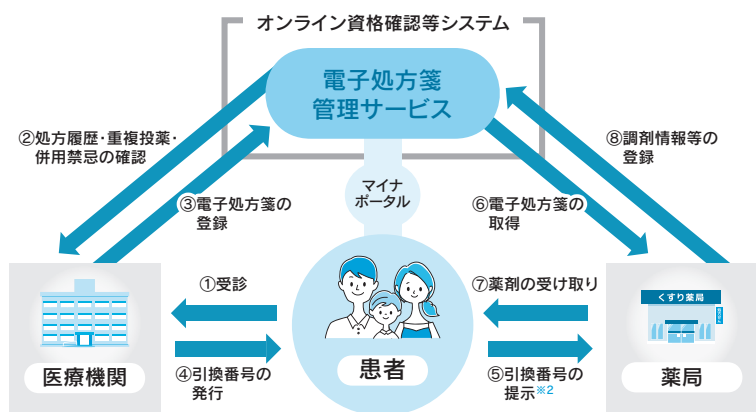 オンライン資格確認等システム
電子処方箋
管理サービス
②処方履歴・重複投薬・
併用禁忌の確認
⑧調剤情報等の
登録
マイナ
ポータル
③電子処方箋の
登録
⑥電子処方箋の
取得
①受診
⑦薬剤の受け取り
くすり薬局
医療機関
④引換番号の
発行
患者
⑤引換番号の
提示※2
薬局